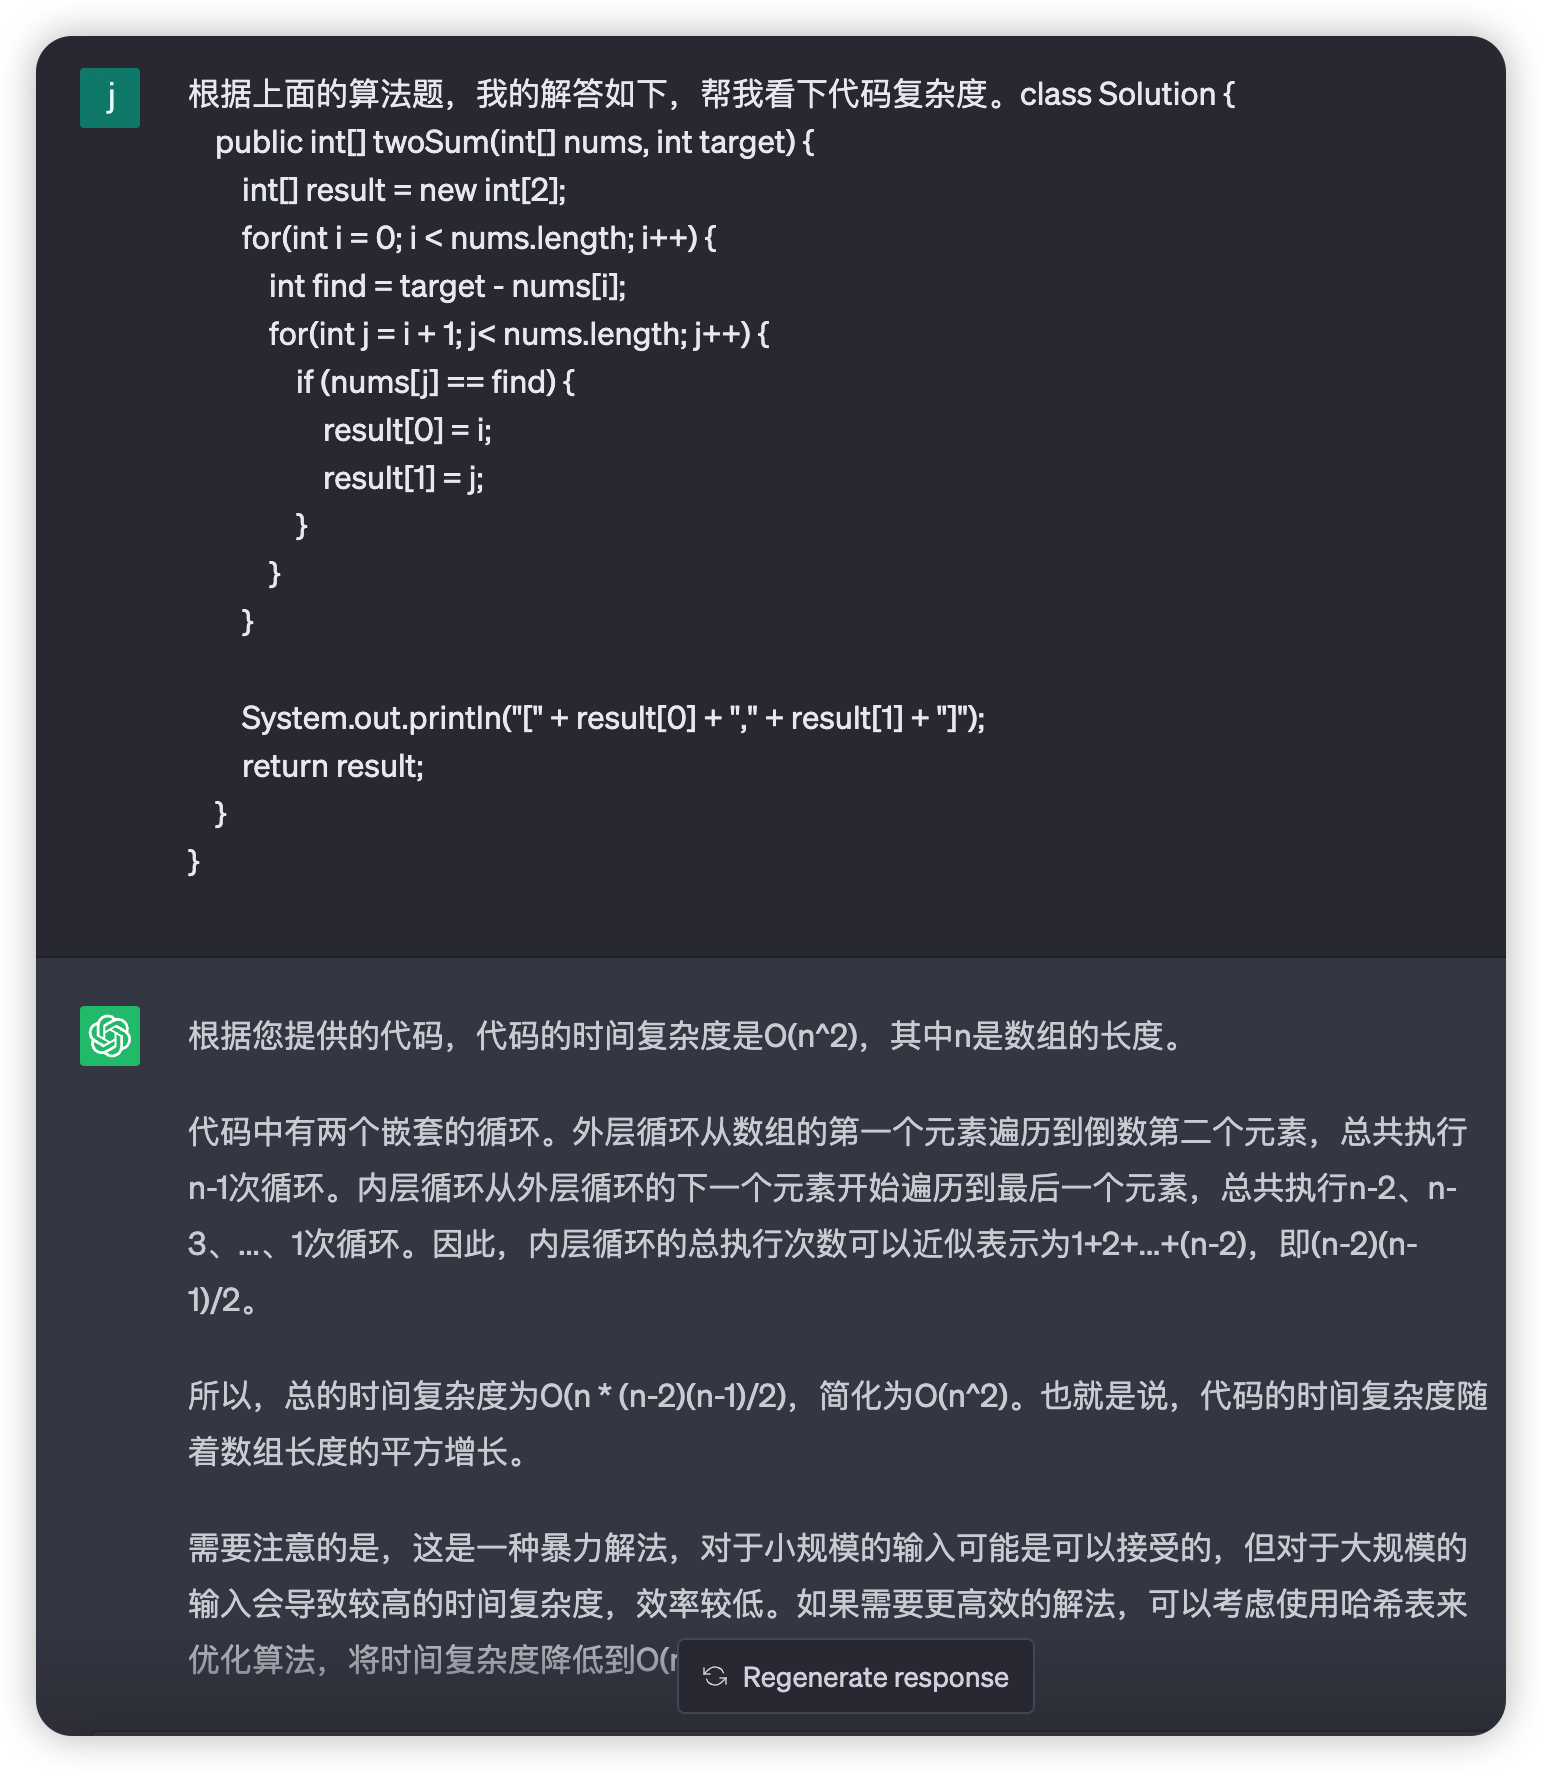 j
根据上面的算法题，我的解答如下，帮我看下代码复杂度。class Solution {
public int[] twoSum(int[] nums, int target) {
int[] result = new int[2];
for(int i = 0; i < nums.length; i++) {
int find = target - nums[i];
for(int j = i + 1; j< nums.length; j++) {
if (nums[j] == find) {
result[0] = i;
result[1] = j;
}
}
}
System.out.println("[" + result[0] + "," + result[1] + "]");
return result;
}
}
根据您提供的代码，代码的时间复杂度是O(n^2)，其中n是数组的长度。
代码中有两个嵌套的循环。外层循环从数组的第一个元素遍历到倒数第二个元素，总共执行
n-1次循环。内层循环从外层循环的下一个元素开始遍历到最后一个元素，总共执行n-2、n-
3、...、1次循环。因此，内层循环的总执行次数可以近似表示为1+2+...+(n-2)，即(n-2)(n-
1)/2。
所以，总的时间复杂度为O(n * (n-2)(n-1)/2)，简化为O(n^2)。也就是说，代码的时间复杂度随
着数组长度的平方增长。
需要注意的是，这是一种暴力解法，对于小规模的输入可能是可以接受的，但对于大规模的
输入会导致较高的时间复杂度，效率较低。如果需要更高效的解法，可以考虑使用哈希表来
优化算法，将时间复杂度降低到O(
Regenerate response